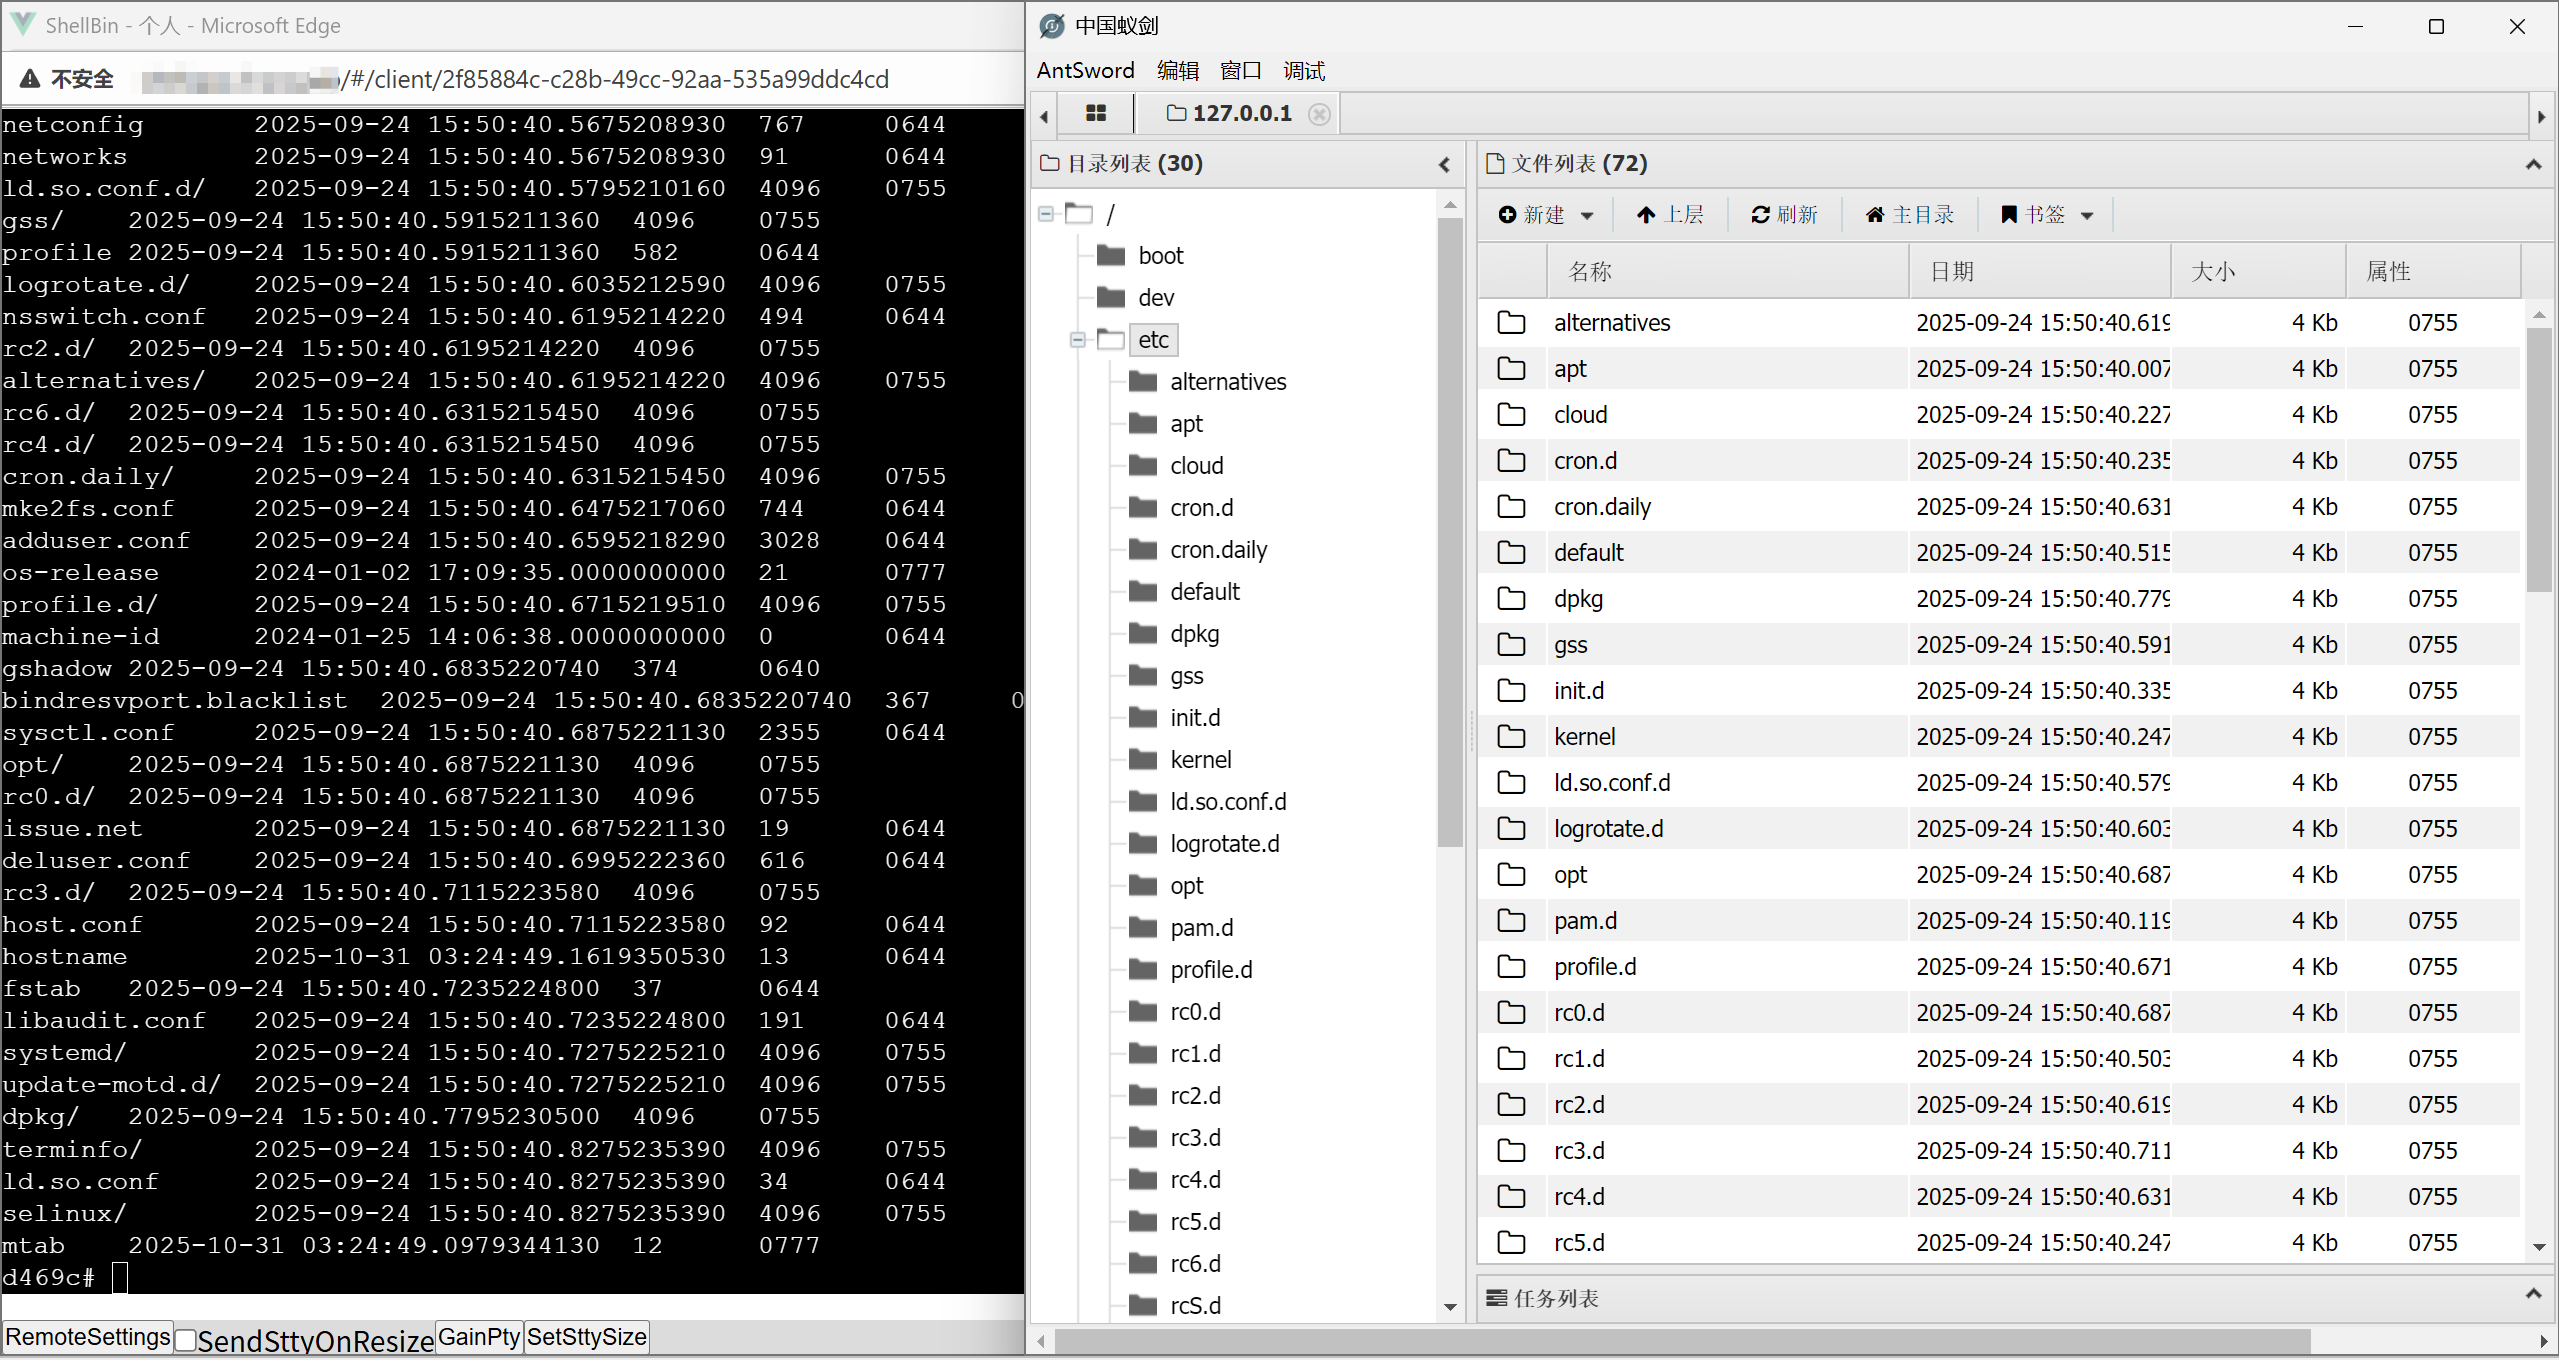 ShellBin - 个人 - Microsoft Edge
不安全 /#/client/2f85884c-c28b-49cc-92aa-535a99ddc4cd
netconfig 2025-09-24 15:50:40.5675208930 767 0644
networks 2025-09-24 15:50:40.5675208930 91 0644
ld.so.conf.d/ 2025-09-24 15:50:40.5795210160 4096 0755
gss/ 2025-09-24 15:50:40.5915211360 4096 0755
profile 2025-09-24 15:50:40.5915211360 582 0644
logrotate.d/ 2025-09-24 15:50:40.6035212590 4096 0755
nsswitch.conf 2025-09-24 15:50:40.6195214220 494 0644
rc2.d/ 2025-09-24 15:50:40.6195214220 4096 0755
alternatives/ 2025-09-24 15:50:40.6195214220 4096 0755
rc6.d/ 2025-09-24 15:50:40.6315215450 4096 0755
rc4.d/ 2025-09-24 15:50:40.6315215450 4096 0755
cron.daily/ 2025-09-24 15:50:40.6315215450 4096 0755
mke2fs.conf 2025-09-24 15:50:40.6475217060 744 0644
adduser.conf 2025-09-24 15:50:40.6595218290 3028 0644
os-release 2024-01-02 17:09:35.0000000000 21 0777
profile.d/ 2025-09-24 15:50:40.6715219510 4096 0755
machine-id 2024-01-25 14:06:38.0000000000 0 0644
gshadow 2025-09-24 15:50:40.6835220740 374 0640
bindresvport.blacklist 2025-09-24 15:50:40.6835220740 367 0
sysctl.conf 2025-09-24 15:50:40.6875221130 2355 0644
opt/ 2025-09-24 15:50:40.6875221130 4096 0755
rc0.d/ 2025-09-24 15:50:40.6875221130 4096 0755
issue.net 2025-09-24 15:50:40.6875221130 19 0644
deluser.conf 2025-09-24 15:50:40.6995222360 616 0644
rc3.d/ 2025-09-24 15:50:40.7115223580 4096 0755
host.conf 2025-09-24 15:50:40.7115223580 92 0644
hostname 2025-10-31 03:24:49.1619350530 13 0644
fstab 2025-09-24 15:50:40.7235224800 37 0644
libaudit.conf 2025-09-24 15:50:40.7235224800 191 0644
systemd/ 2025-09-24 15:50:40.7275225210 4096 0755
update-motd.d/ 2025-09-24 15:50:40.7275225210 4096 0755
dpkg/ 2025-09-24 15:50:40.7795230500 4096 0755
terminfo/ 2025-09-24 15:50:40.8275235390 4096 0755
ld.so.conf 2025-09-24 15:50:40.8275235390 34 0644
selinux/ 2025-09-24 15:50:40.8275235390 4096 0755
mtab 2025-10-31 03:24:49.0979344130 12 0777
d469c#
RemoteSettings SendSttyOnResize GainPty SetSttySize
中国蚁剑
AntSword 编辑 窗口 调试
127.0.0.1
目录列表 (30)
/
boot
dev
etc
alternatives
apt
cloud
cron.d
cron.daily
default
dpkg
gss
init.d
kernel
ld.so.conf.d
logrotate.d
opt
pam.d
profile.d
rc0.d
rc1.d
rc2.d
rc3.d
rc4.d
rc5.d
rc6.d
rcS.d
文件列表 (72)
新建 上层 刷新 主目录 书签
名称 日期 大小 属性
alternatives 2025-09-24 15:50:40.619 4 Kb 0755
apt 2025-09-24 15:50:40.007 4 Kb 0755
cloud 2025-09-24 15:50:40.227 4 Kb 0755
cron.d 2025-09-24 15:50:40.235 4 Kb 0755
cron.daily 2025-09-24 15:50:40.631 4 Kb 0755
default 2025-09-24 15:50:40.515 4 Kb 0755
dpkg 2025-09-24 15:50:40.779 4 Kb 0755
gss 2025-09-24 15:50:40.591 4 Kb 0755
init.d 2025-09-24 15:50:40.335 4 Kb 0755
kernel 2025-09-24 15:50:40.247 4 Kb 0755
ld.so.conf.d 2025-09-24 15:50:40.579 4 Kb 0755
logrotate.d 2025-09-24 15:50:40.603 4 Kb 0755
opt 2025-09-24 15:50:40.687 4 Kb 0755
pam.d 2025-09-24 15:50:40.119 4 Kb 0755
profile.d 2025-09-24 15:50:40.671 4 Kb 0755
rc0.d 2025-09-24 15:50:40.687 4 Kb 0755
rc1.d 2025-09-24 15:50:40.503 4 Kb 0755
rc2.d 2025-09-24 15:50:40.619 4 Kb 0755
rc3.d 2025-09-24 15:50:40.711 4 Kb 0755
rc4.d 2025-09-24 15:50:40.631 4 Kb 0755
rc5.d 2025-09-24 15:50:40.247 4 Kb 0755
任务列表